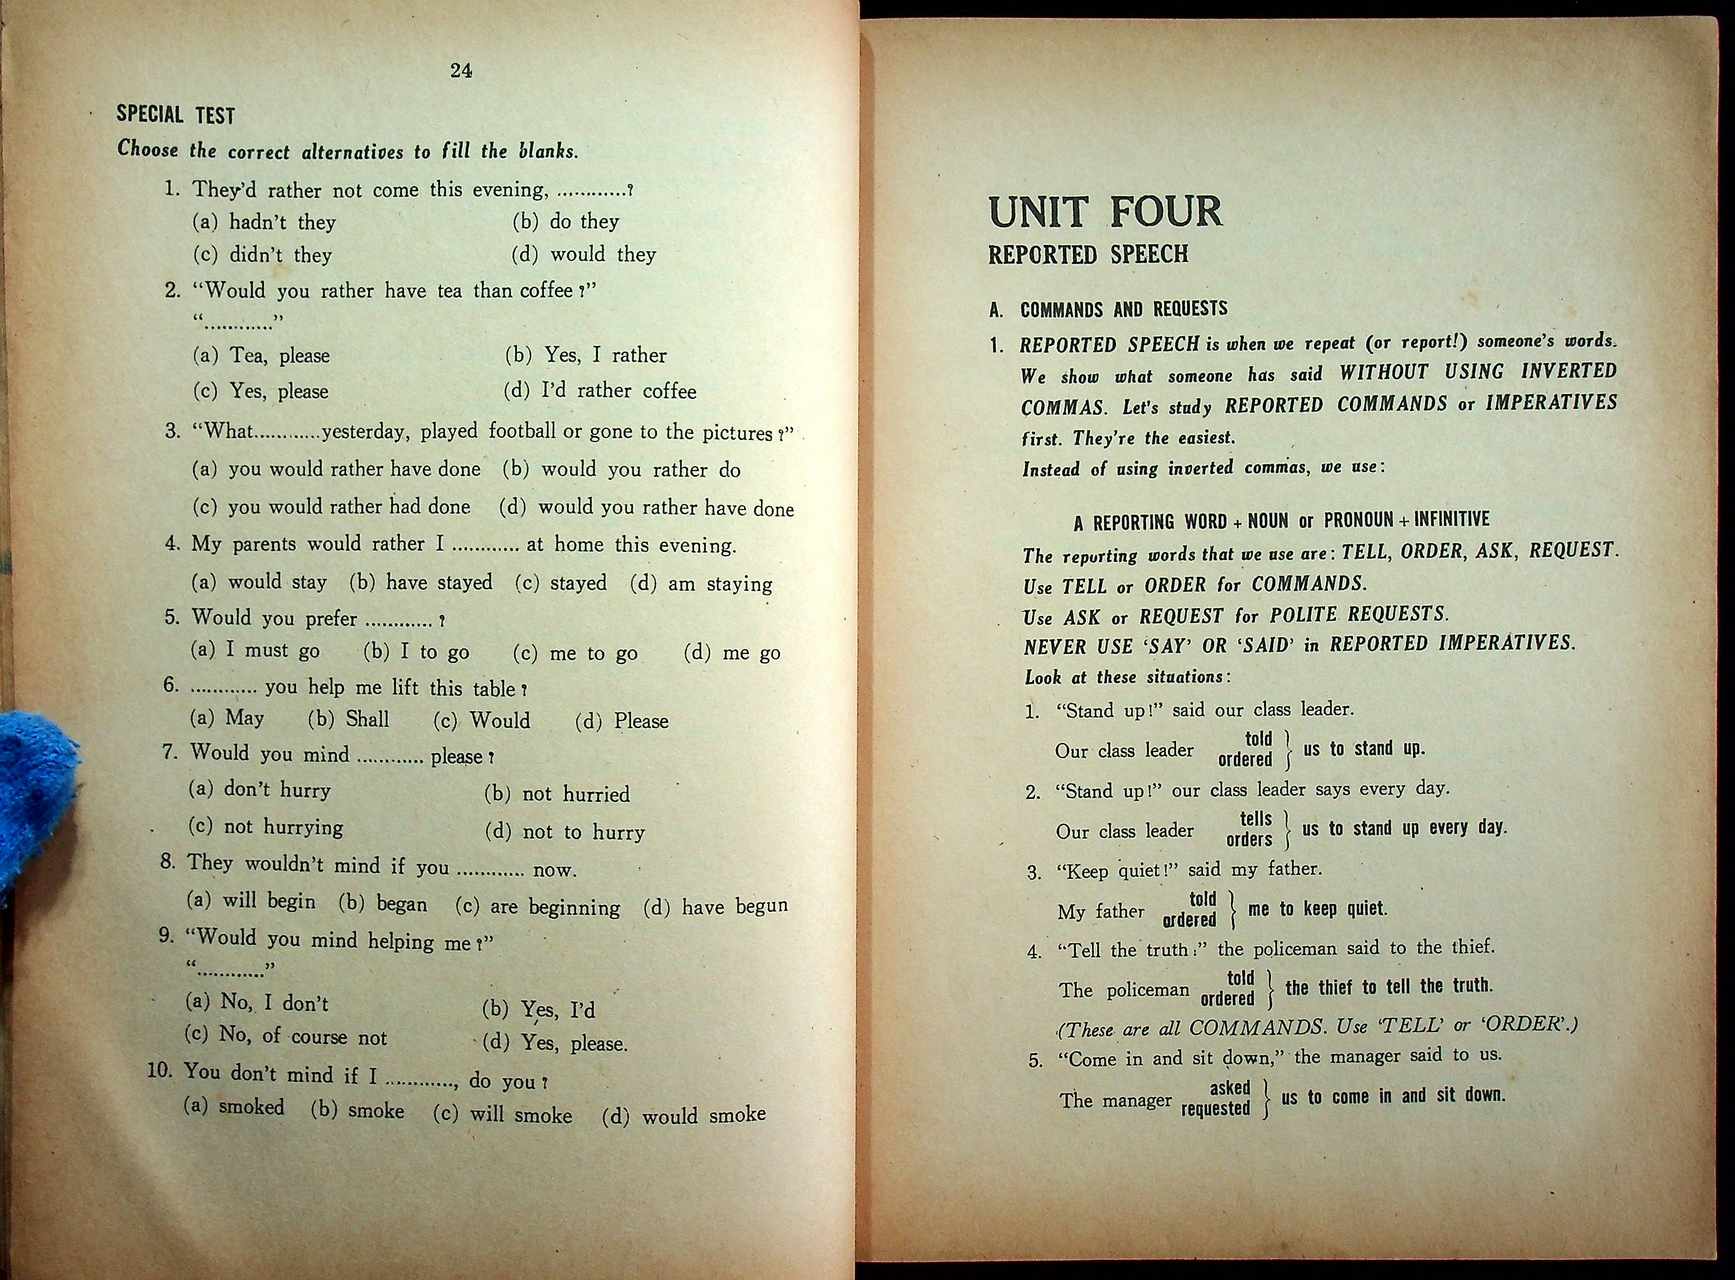 24
SPECIAL TEST
Choose the correct alternatives to fill the blanks.
1. They'd rather not come this evening, ............?
(a) hadn't they (b) do they
(c) didn't they (d) would they
2. "Would you rather have tea than coffee?"
"............"
(a) Tea, please (b) Yes, I rather
(c) Yes, please (d) I'd rather coffee
3. "What............yesterday, played football or gone to the pictures?"
(a) you would rather have done (b) would you rather do
(c) you would rather had done (d) would you rather have done
4. My parents would rather I ............ at home this evening.
(a) would stay (b) have stayed (c) stayed (d) am staying
5. Would you prefer ............ ?
(a) I must go (b) I to go (c) me to go (d) me go
6. ............ you help me lift this table?
(a) May (b) Shall (c) Would (d) Please
7. Would you mind ............ please?
(a) don't hurry (b) not hurried
(c) not hurrying (d) not to hurry
8. They wouldn't mind if you ............ now.
(a) will begin (b) began (c) are beginning (d) have begun
9. "Would you mind helping me?"
"............"
(a) No, I don't (b) Yes, I'd
(c) No, of course not (d) Yes, please.
10. You don't mind if I ............, do you?
(a) smoked (b) smoke (c) will smoke (d) would smoke
UNIT FOUR
REPORTED SPEECH
A. COMMANDS AND REQUESTS
1. REPORTED SPEECH is when we repeat (or report!) someone's words.
We show what someone has said WITHOUT USING INVERTED
COMMAS. Let's study REPORTED COMMANDS or IMPERATIVES
first. They're the easiest.
Instead of using inverted commas, we use:
A REPORTING WORD + NOUN or PRONOUN + INFINITIVE
The reporting words that we use are: TELL, ORDER, ASK, REQUEST.
Use TELL or ORDER for COMMANDS.
Use ASK or REQUEST for POLITE REQUESTS.
NEVER USE 'SAY' OR 'SAID' in REPORTED IMPERATIVES.
Look at these situations:
1. "Stand up!" said our class leader.
Our class leader told ordered } us to stand up.
2. "Stand up!" our class leader says every day.
Our class leader tells orders } us to stand up every day.
3. "Keep quiet!" said my father.
My father told ordered } me to keep quiet.
4. "Tell the truth:" the policeman said to the thief.
The policeman told ordered } the thief to tell the truth.
(These are all COMMANDS. Use 'TELL' or 'ORDER'.)
5. "Come in and sit down," the manager said to us.
The manager asked requested } us to come in and sit down.